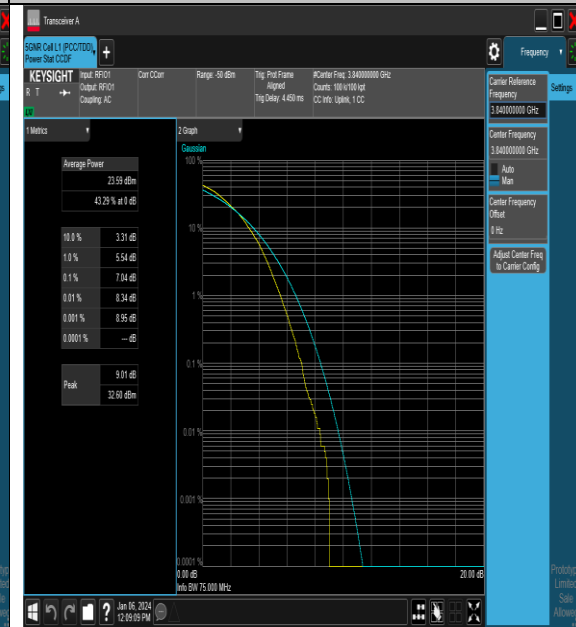 Transceiver A
5GNR Cell L1 (PCC/TDD),
Power Stat CCDF
Frequency
KEYSIGHT
R T
Input: RFIO1
Output: RFIO1
Coupling: AC
Corr CCorr
Range: -50 dBm
Trig: Prot Frame
Aligned
Trig Delay: 4.450 ms
#Center Freq: 3.840000000 GHz
Counts: 100 k/100 kpt
CC Info: Uplink, 1 CC
Carrier Reference
Frequency
3.840000000 GHz
Settings
Center Frequency
3.840000000 GHz
Auto
Man
Center Frequency
Offset
0 Hz
Adjust Center Freq
to Carrier Config
1 Metrics
Average Power
23.59 dBm
43.29 % at 0 dB
10.0 % 3.31 dB
1.0 % 5.54 dB
0.1 % 7.04 dB
0.01 % 8.34 dB
0.001 % 8.95 dB
0.0001 % --- dB
Peak
9.01 dB
32.60 dBm
2 Graph
Gaussian
100 %
10 %
1 %
0.1 %
0.01 %
0.001 %
0.0001 %
0.00 dB
20.00 dB
Info BW 75.000 MHz
Jan 06, 2024
12:09:09 PM
?
Limited
Sale